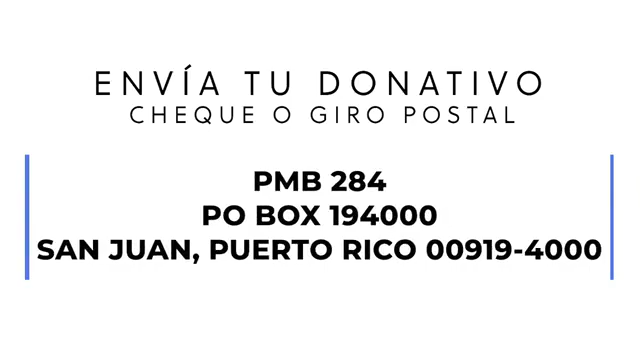 ENVÍA TU DONATIVO
CHEQUE O GIRO POSTAL
PMB 284
PO BOX 194000
SAN JUAN, PUERTO RICO 00919-4000